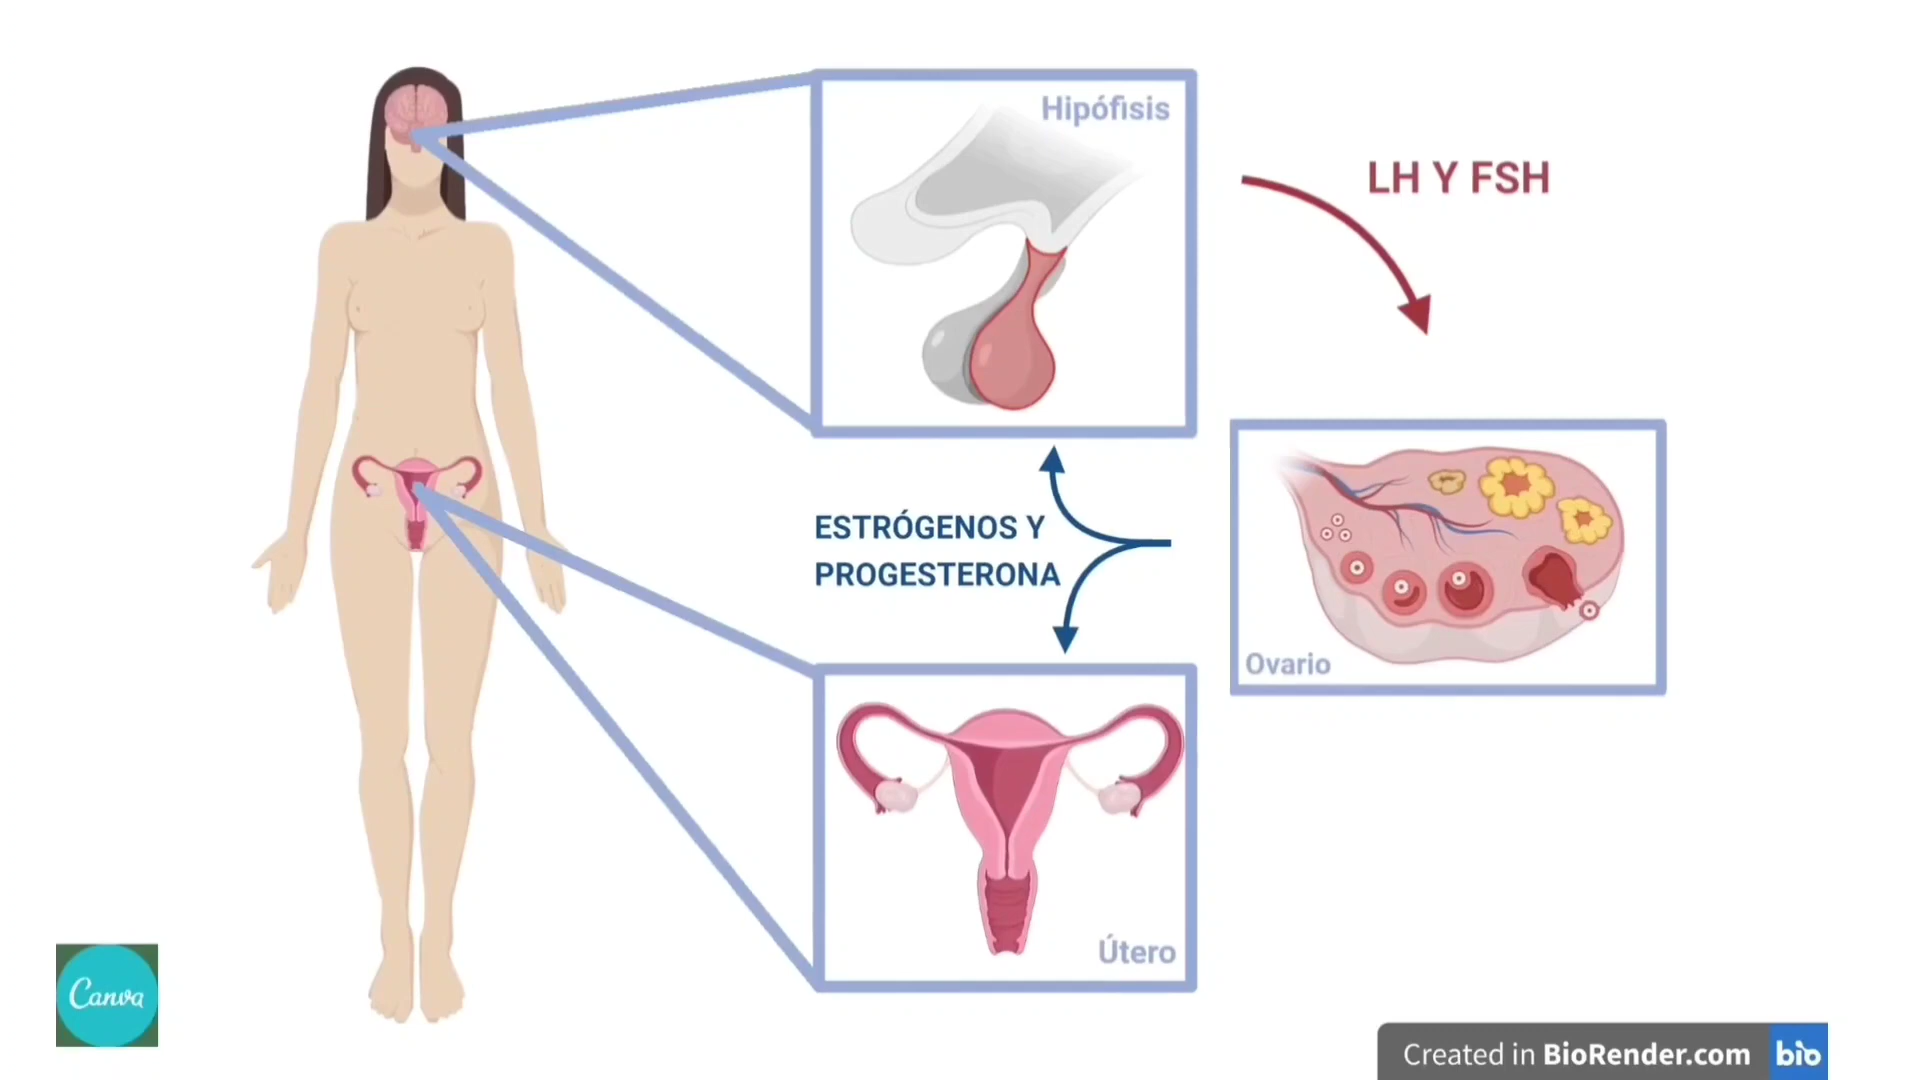 Hipófisis
LH Y FSH
ESTRÓGENOS Y
PROGESTERONA
Ovario
Útero
Canva
Created in BioRender.com bio